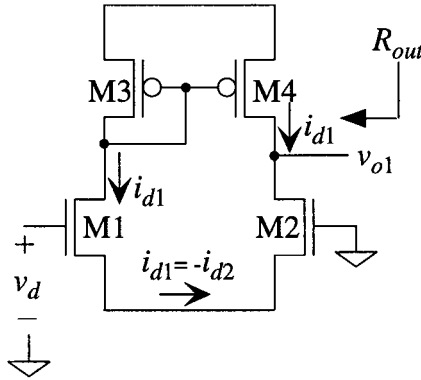 R_out
M3
M4
i_d1
v_o1
i_d1
M1
M2
i_d1 = -i_d2
+
v_d
−